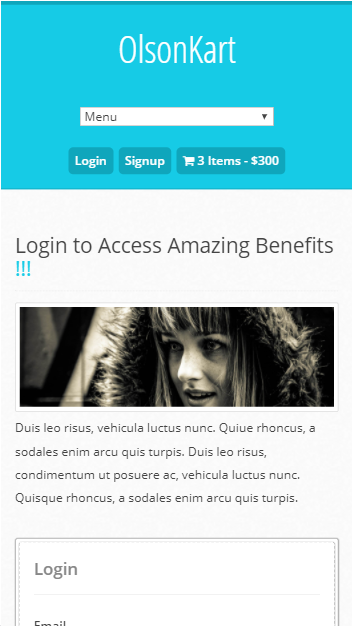 OlsonKart
Menu
Login
Signup
3 Items - $300
Login to Access Amazing Benefits
!!!
Duis leo risus, vehicula luctus nunc. Quiue rhoncus, a
sodales enim arcu quis turpis. Duis leo risus,
condimentum ut posuere ac, vehicula luctus nunc.
Quisque rhoncus, a sodales enim arcu quis turpis.
Login
Email